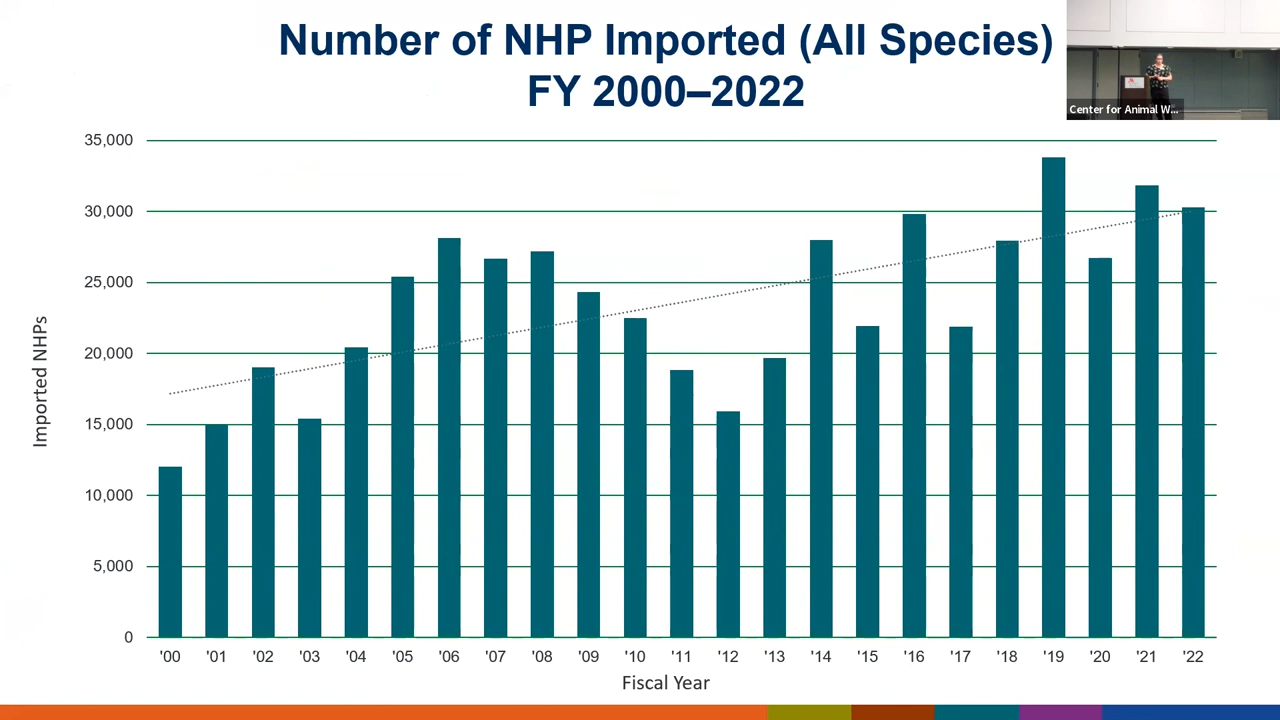 Number of NHP Imported (All Species)
FY 2000–2022
Center for Animal W...
35,000
30,000
25,000
20,000
15,000
10,000
5,000
0
Imported NHPs
'00 '01 '02 '03 '04 '05 '06 '07 '08 '09 '10 '11 '12 '13 '14 '15 '16 '17 '18 '19 '20 '21 '22
Fiscal Year